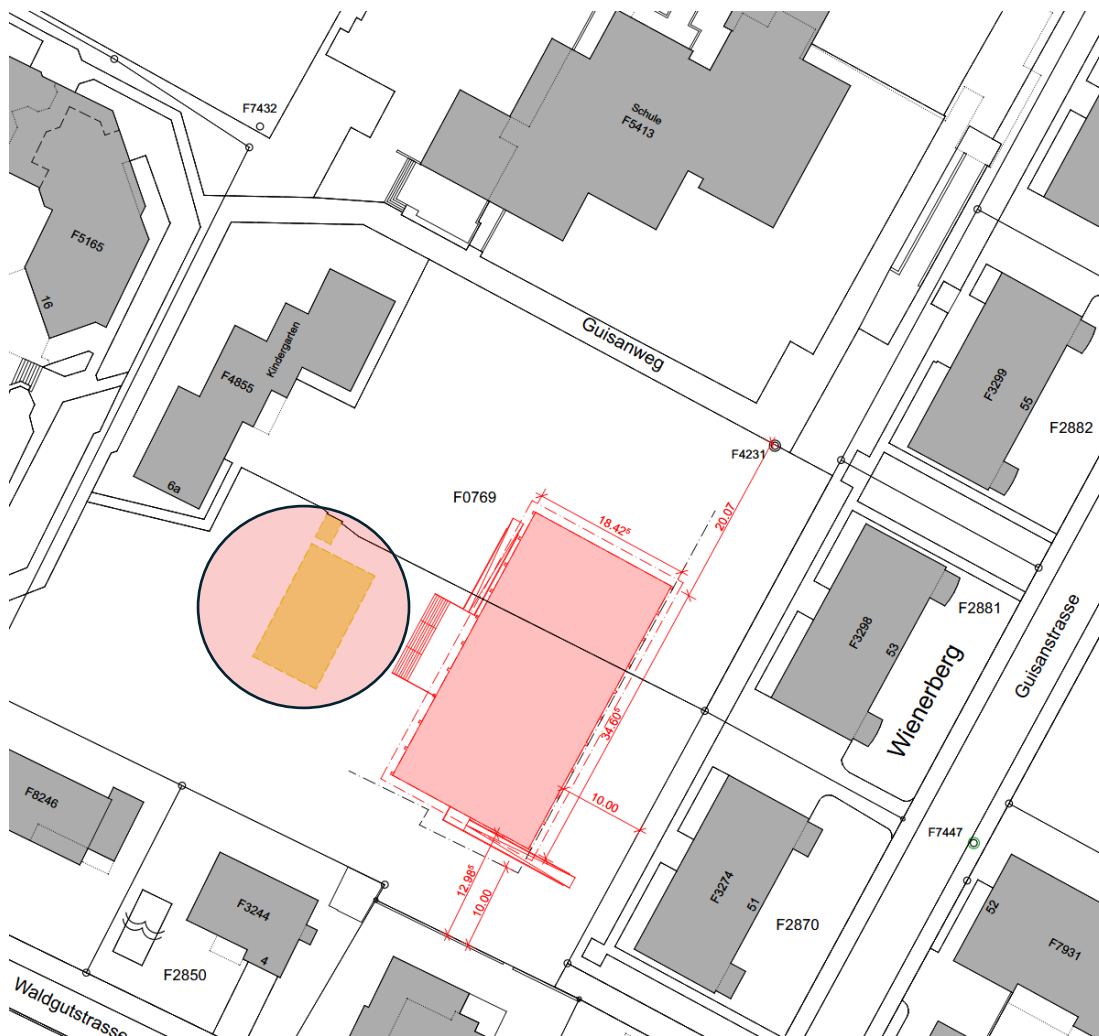 F7432
Schule
F5413
F5165
16
Kindergarten
F4855
6a
Guisanweg
F3299
55
F2882
F4231
F0769
18.42⁵
20.07
F3298
53
F2881
Wienerberg
Guisanstrasse
34.60⁵
10.00
F8246
F7447
12.98⁵
10.00
F3274
51
F2870
52
F7931
F3244
4
F2850
Waldgutstrasse